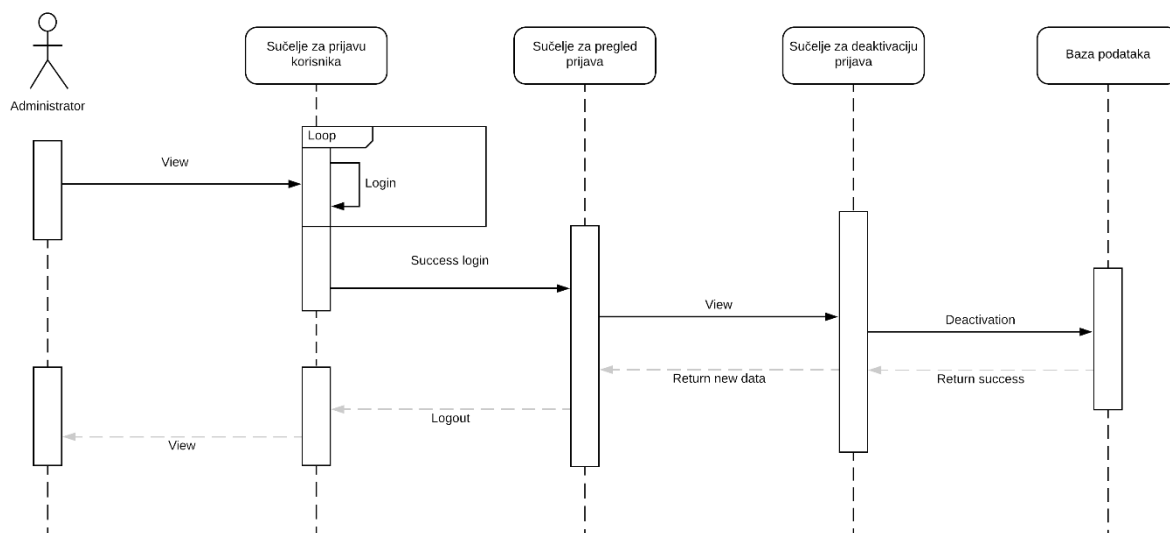 Administrator
Sučelje za prijavu
korisnika
Sučelje za pregled
prijava
Sučelje za deaktivaciju
prijava
Baza podataka
Loop
View
Login
Success login
View
Deactivation
Return new data
Return success
Logout
View